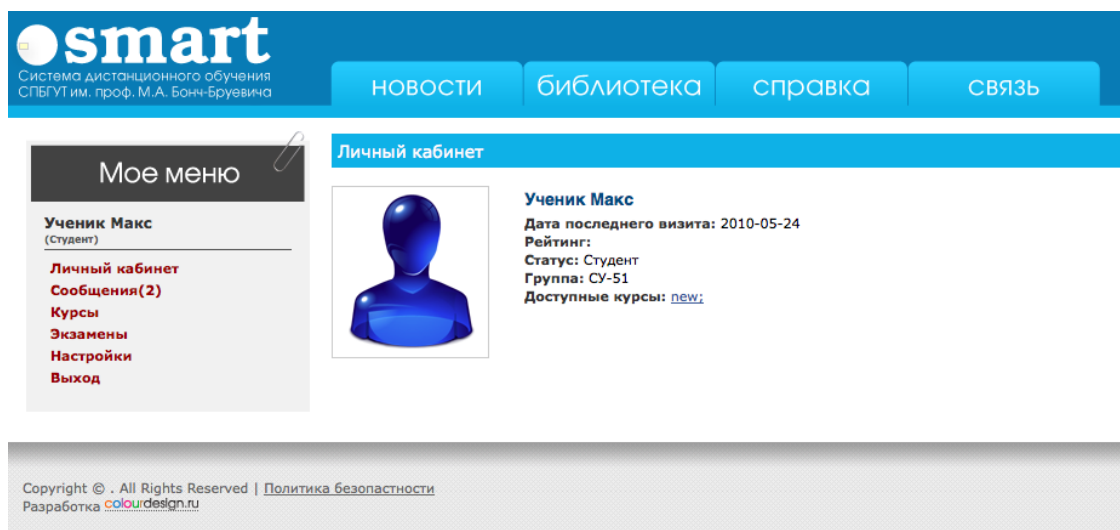 smart
Система дистанционного обучения
СПБГУТ им. проф. М.А. Бонч-Бруевича
новости
библиотека
справка
связь
Мое меню
Ученик Макс
(Студент)
Личный кабинет
Сообщения(2)
Курсы
Экзамены
Настройки
Выход
Личный кабинет
Ученик Макс
Дата последнего визита: 2010-05-24
Рейтинг:
Статус: Студент
Группа: СУ-51
Доступные курсы: new;
Copyright © . All Rights Reserved | Политика безопастности
Разработка colourdesign.ru